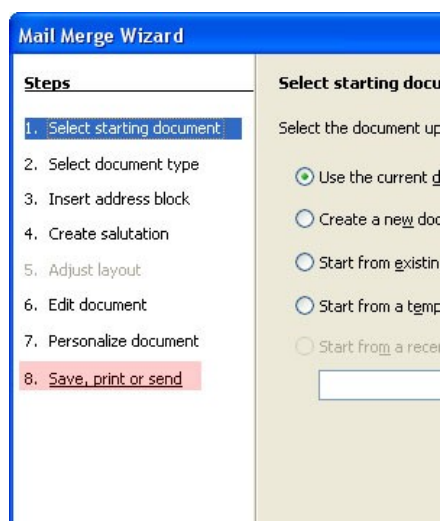 Mail Merge Wizard
Steps
1. Select starting document
2. Select document type
3. Insert address block
4. Create salutation
5. Adjust layout
6. Edit document
7. Personalize document
8. Save, print or send
Select starting docu
Select the document up
Use the current d
Create a new doc
Start from existin
Start from a temp
Start from a recen